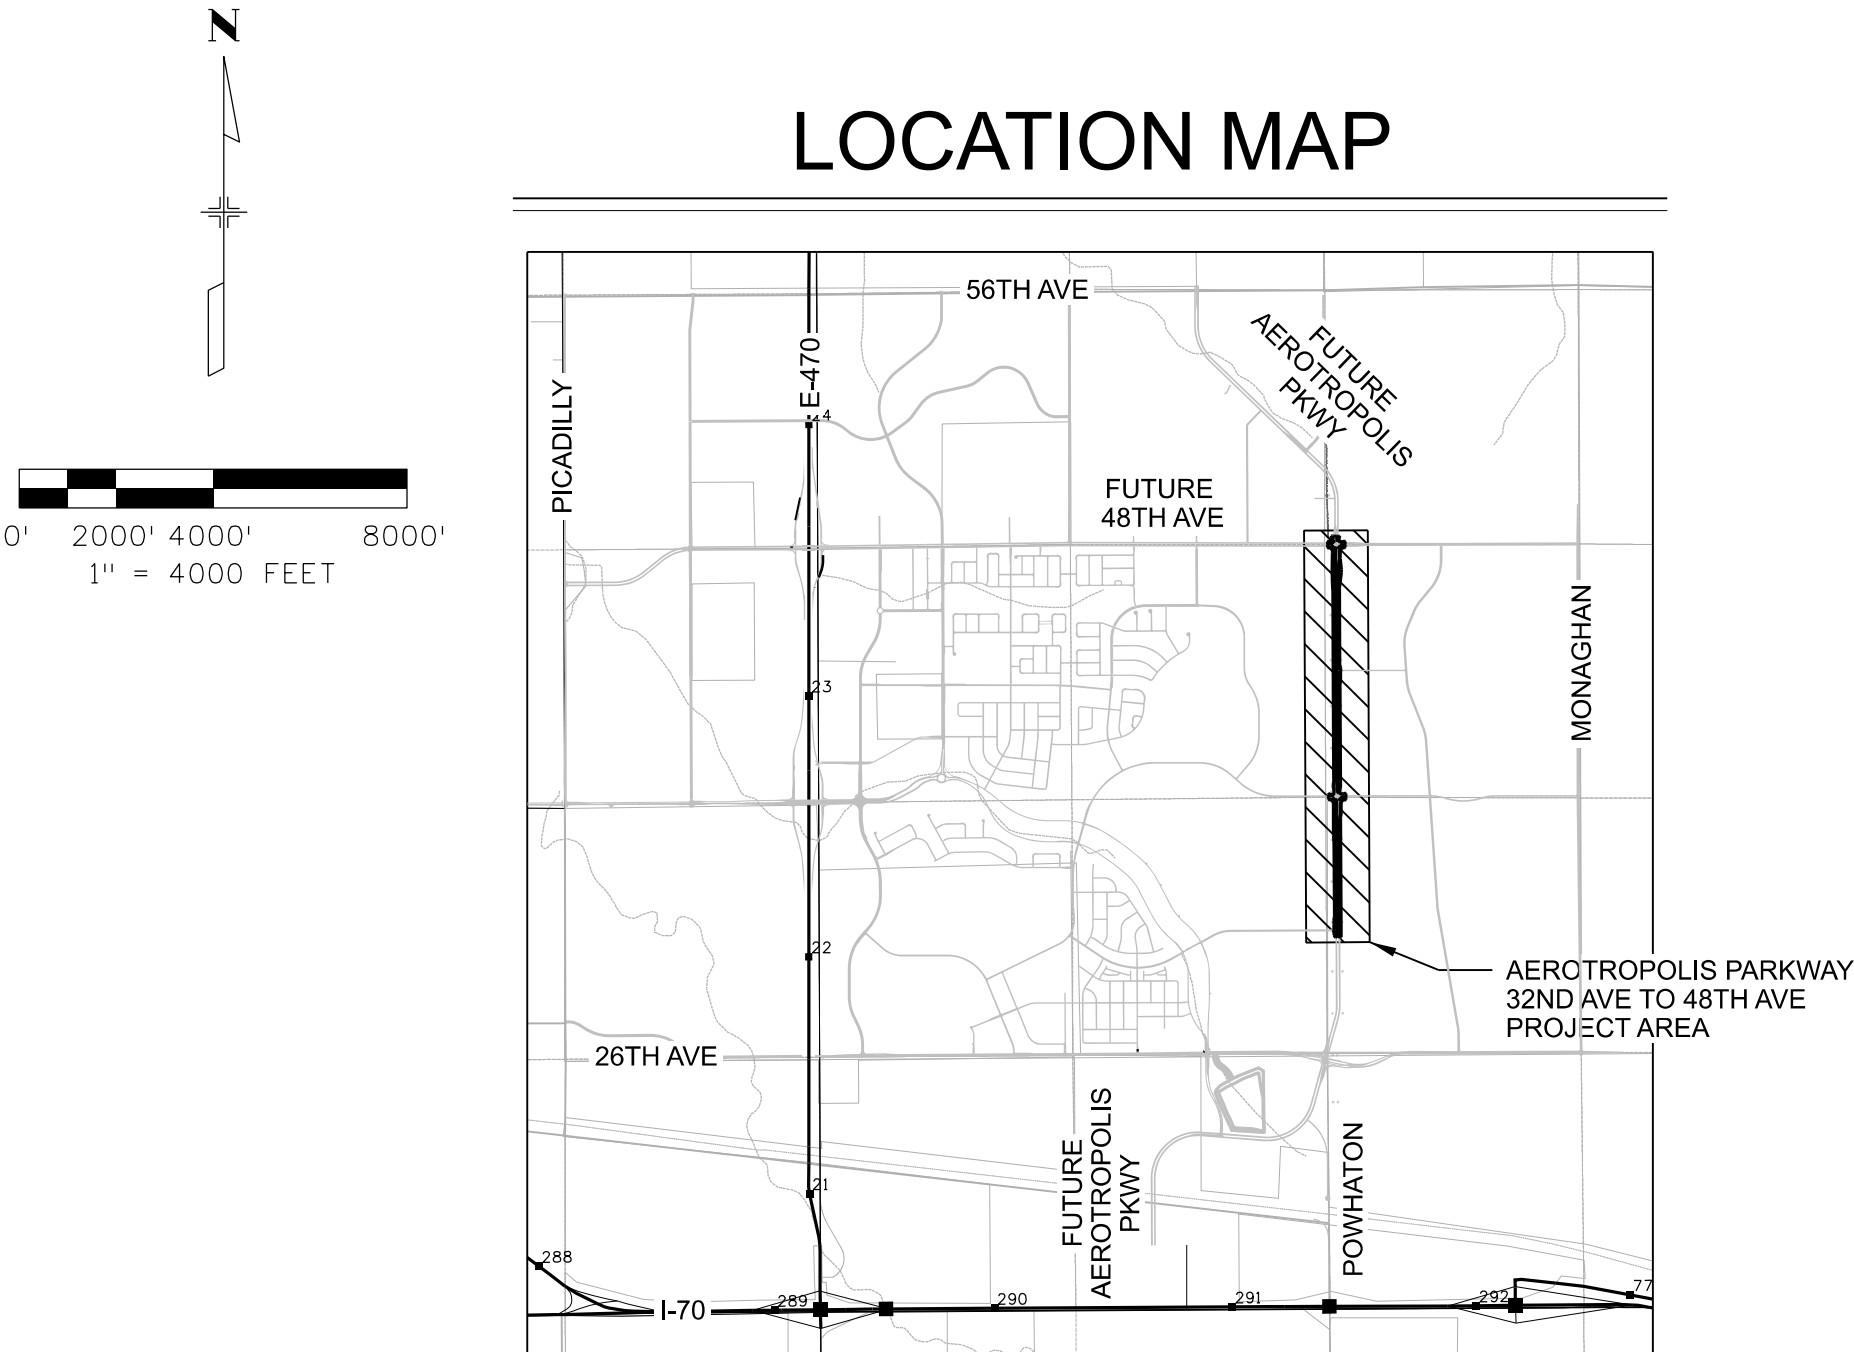 N
LOCATION MAP
0' 2000' 4000' 8000'
1" = 4000 FEET
56TH AVE
E-470
PICADILLY
FUTURE
AEROTROPOLIS
PKWY
FUTURE
48TH AVE
MONAGHAN
23
22
AEROTROPOLIS PARKWAY
32ND AVE TO 48TH AVE
PROJECT AREA
26TH AVE
FUTURE
AEROTROPOLIS
PKWY
POWHATON
21
288
I-70
289
290
291
292
77